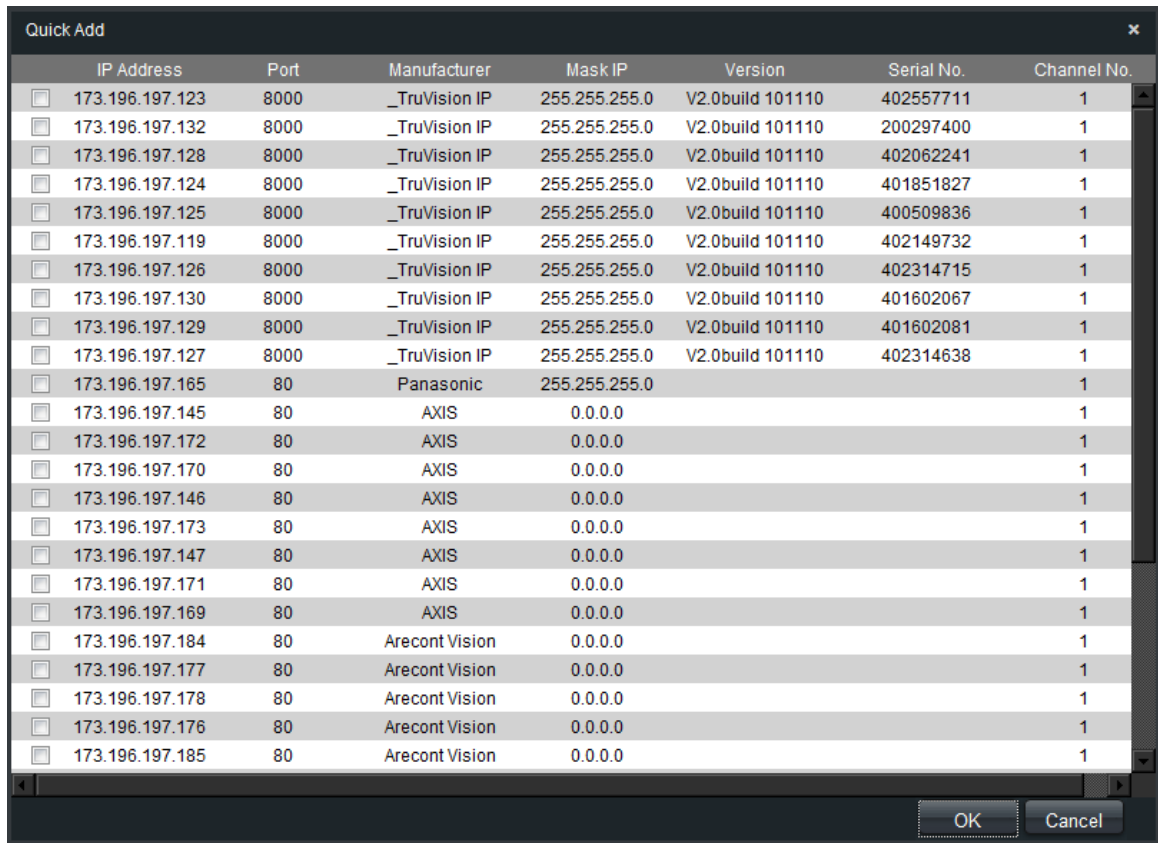 Quick Add
IP Address Port Manufacturer Mask IP Version Serial No. Channel No.
173.196.197.123 8000 _TruVision IP 255.255.255.0 V2.0build 101110 402557711 1
173.196.197.132 8000 _TruVision IP 255.255.255.0 V2.0build 101110 200297400 1
173.196.197.128 8000 _TruVision IP 255.255.255.0 V2.0build 101110 402062241 1
173.196.197.124 8000 _TruVision IP 255.255.255.0 V2.0build 101110 401851827 1
173.196.197.125 8000 _TruVision IP 255.255.255.0 V2.0build 101110 400509836 1
173.196.197.119 8000 _TruVision IP 255.255.255.0 V2.0build 101110 402149732 1
173.196.197.126 8000 _TruVision IP 255.255.255.0 V2.0build 101110 402314715 1
173.196.197.130 8000 _TruVision IP 255.255.255.0 V2.0build 101110 401602067 1
173.196.197.129 8000 _TruVision IP 255.255.255.0 V2.0build 101110 401602081 1
173.196.197.127 8000 _TruVision IP 255.255.255.0 V2.0build 101110 402314638 1
173.196.197.165 80 Panasonic 255.255.255.0 1
173.196.197.145 80 AXIS 0.0.0.0 1
173.196.197.172 80 AXIS 0.0.0.0 1
173.196.197.170 80 AXIS 0.0.0.0 1
173.196.197.146 80 AXIS 0.0.0.0 1
173.196.197.173 80 AXIS 0.0.0.0 1
173.196.197.147 80 AXIS 0.0.0.0 1
173.196.197.171 80 AXIS 0.0.0.0 1
173.196.197.169 80 AXIS 0.0.0.0 1
173.196.197.184 80 Arecont Vision 0.0.0.0 1
173.196.197.177 80 Arecont Vision 0.0.0.0 1
173.196.197.178 80 Arecont Vision 0.0.0.0 1
173.196.197.176 80 Arecont Vision 0.0.0.0 1
173.196.197.185 80 Arecont Vision 0.0.0.0 1
OK Cancel